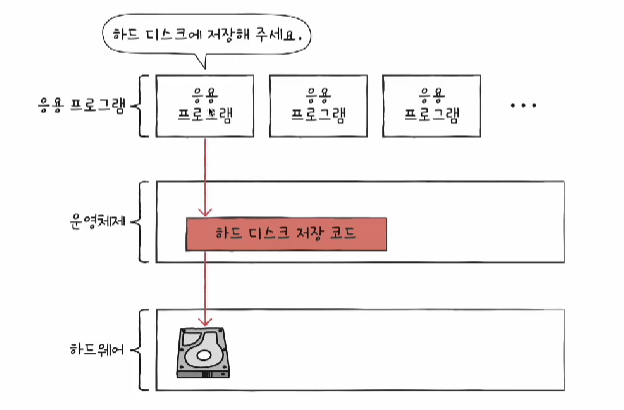 하드 디스크에 저장해 주세요.
응용 프로그램
응용
프로그램
응용
프로그램
응용
프로그램
...
운영체제
하드 디스크 저장 코드
하드웨어